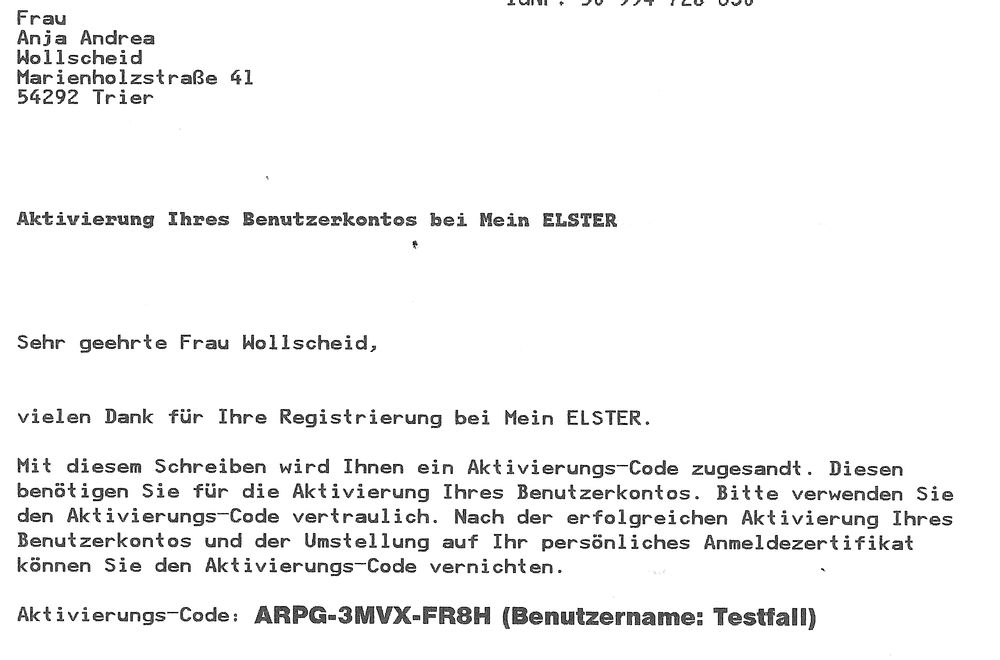 Frau
Anja Andrea
Wollscheid
Marienholzstraße 41
54292 Trier
Aktivierung Ihres Benutzerkontos bei Mein ELSTER
Sehr geehrte Frau Wollscheid,
vielen Dank für Ihre Registrierung bei Mein ELSTER.
Mit diesem Schreiben wird Ihnen ein Aktivierungs-Code zugesandt. Diesen
benötigen Sie für die Aktivierung Ihres Benutzerkontos. Bitte verwenden Sie
den Aktivierungs-Code vertraulich. Nach der erfolgreichen Aktivierung Ihres
Benutzerkontos und der Umstellung auf Ihr persönliches Anmeldezertifikat
können Sie den Aktivierungs-Code vernichten.
Aktivierungs-Code: ARPG-3MVX-FR8H (Benutzername: Testfall)